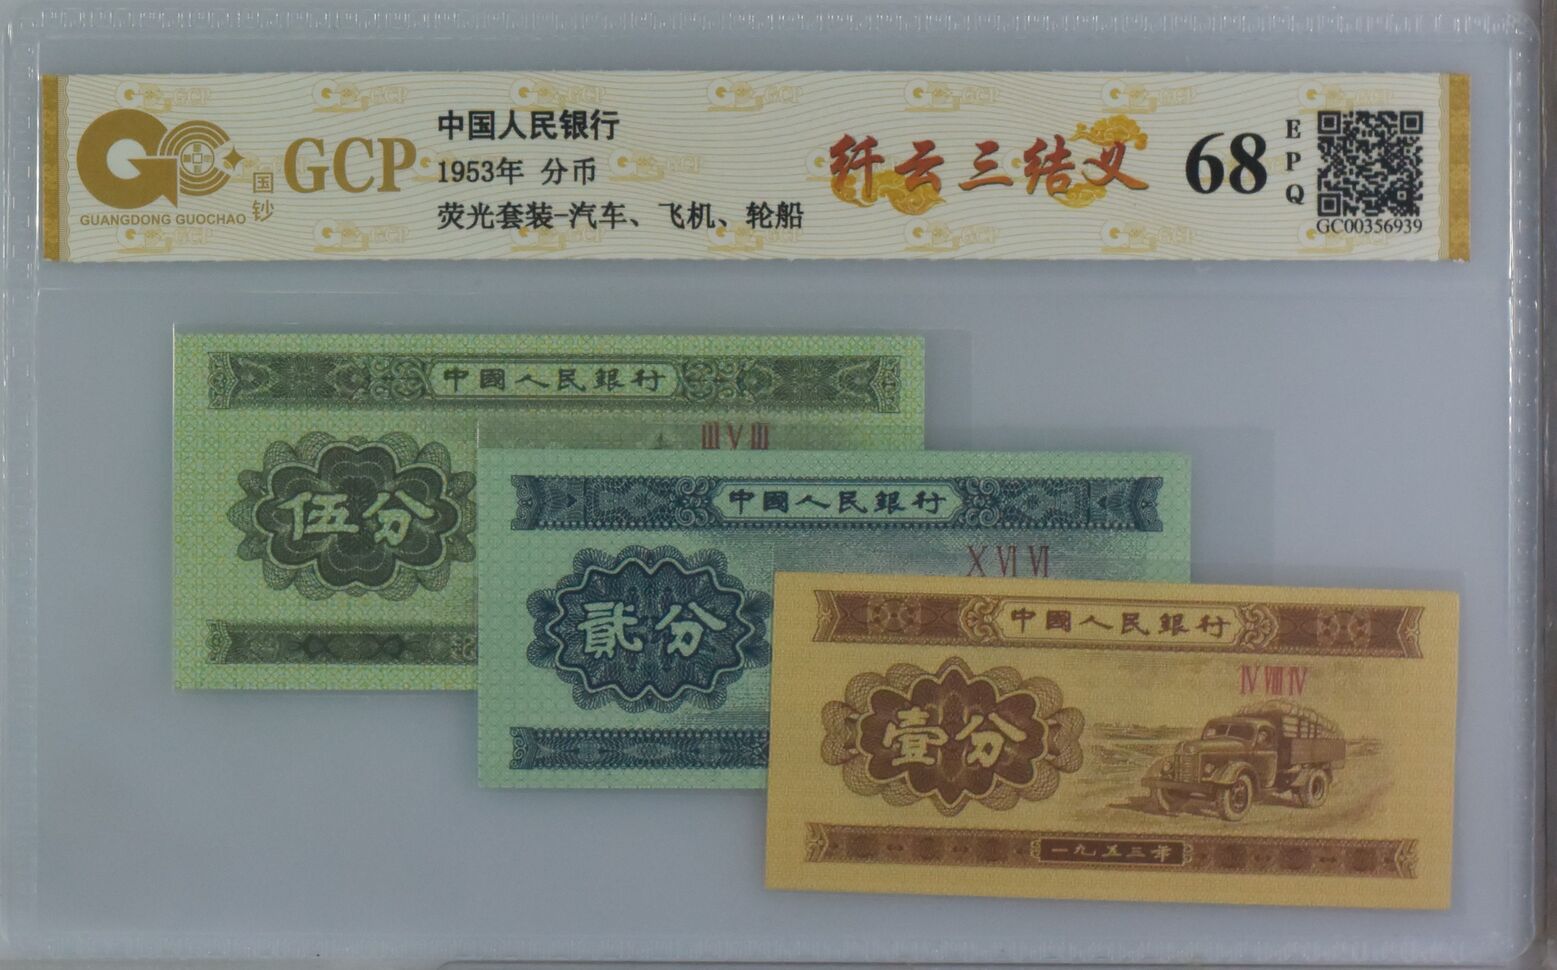 中国人民银行
GCP
国钞
GUANGDONG GUOCHAO
1953年 分币
荧光套装-汽车、飞机、轮船
纤云三结义
68
EPQ
GC00356939
中國人民銀行
III V III
伍分
中國人民銀行
X VI VI
貳分
中國人民銀行
IV VIII IV
壹分
一九五三年